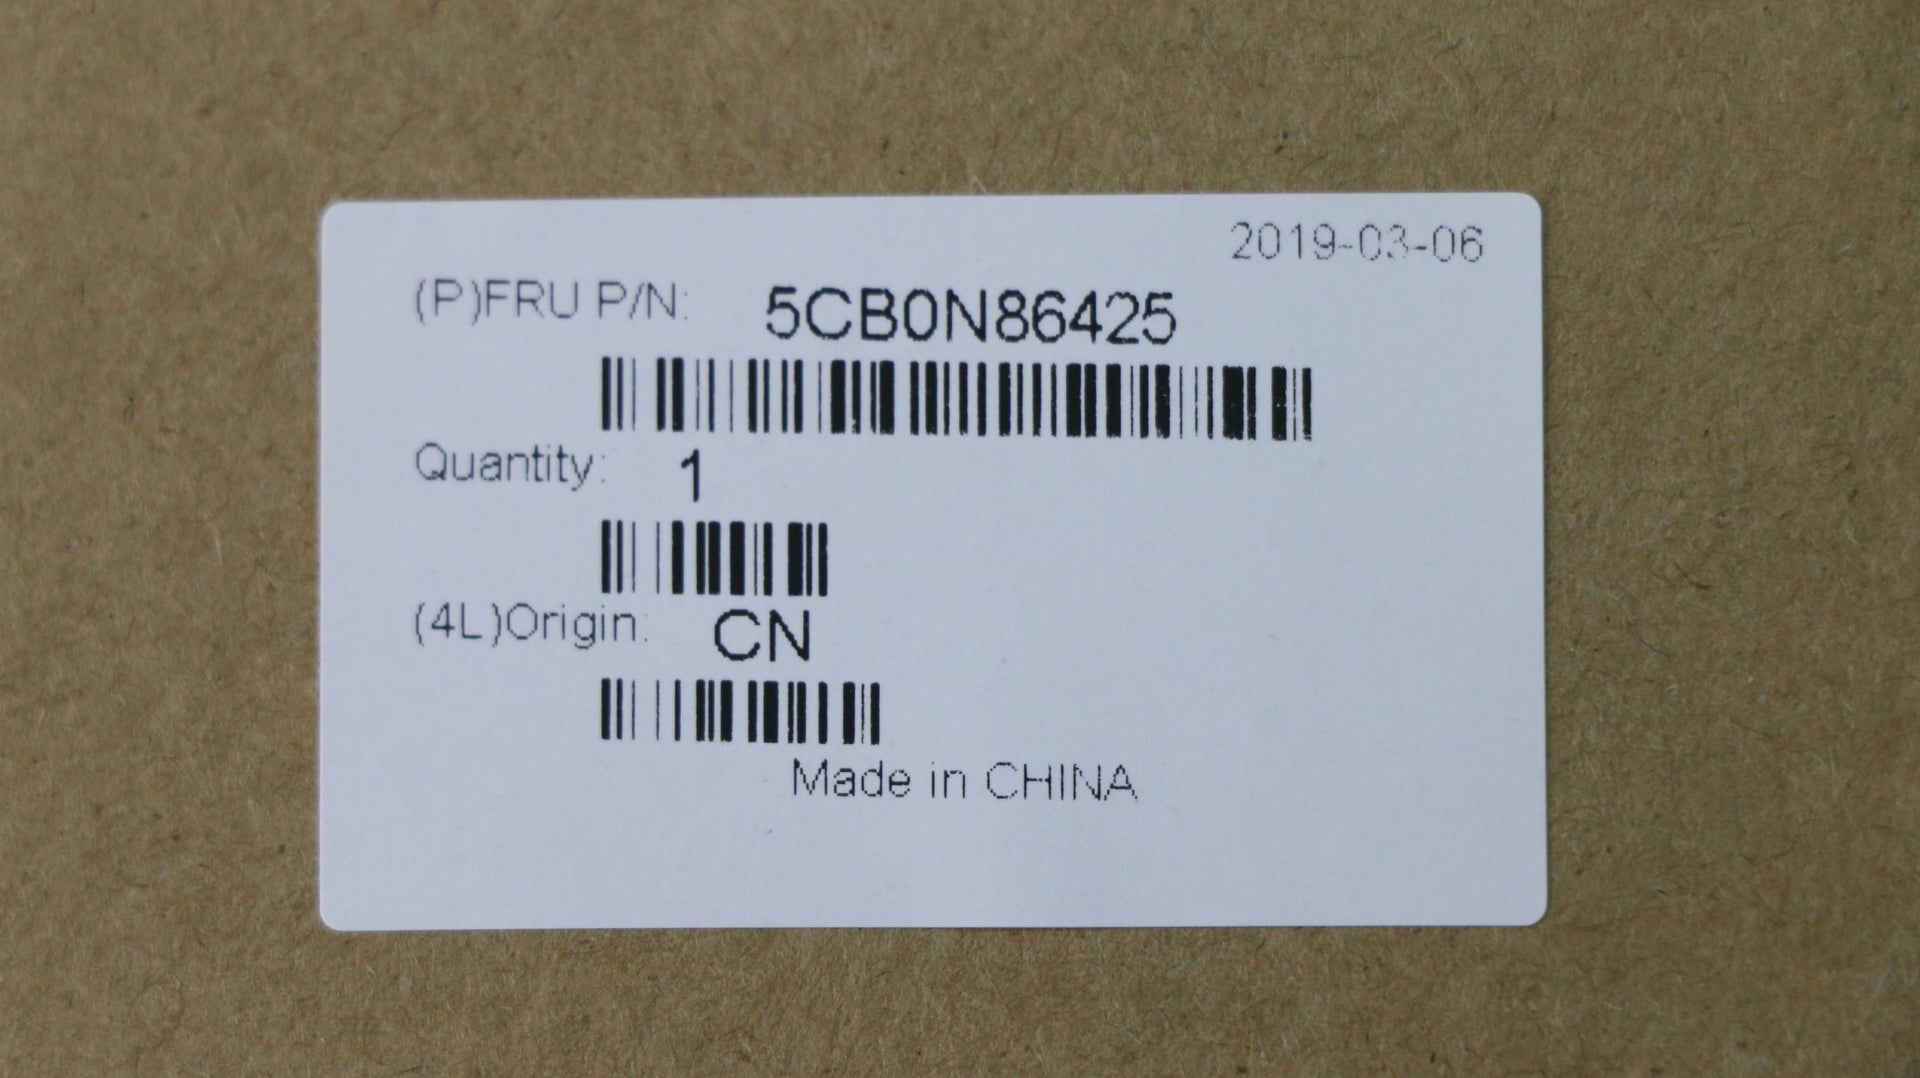 2019-03-06
(P)FRU P/N: 5CB0N86425
Quantity: 1
(4L)Origin: CN
Made in CHINA